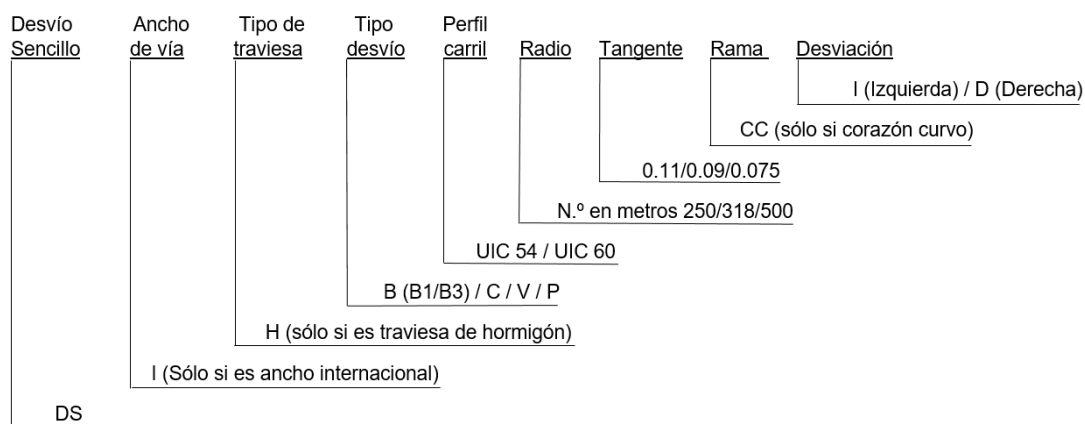 Desvío Ancho Tipo de Tipo Perfil
Sencillo de vía traviesa desvío carril Radio Tangente Rama Desviación
I (Izquierda) / D (Derecha)
CC (sólo si corazón curvo)
0.11/0.09/0.075
N.º en metros 250/318/500
UIC 54 / UIC 60
B (B1/B3) / C / V / P
H (sólo si es traviesa de hormigón)
I (Sólo si es ancho internacional)
DS